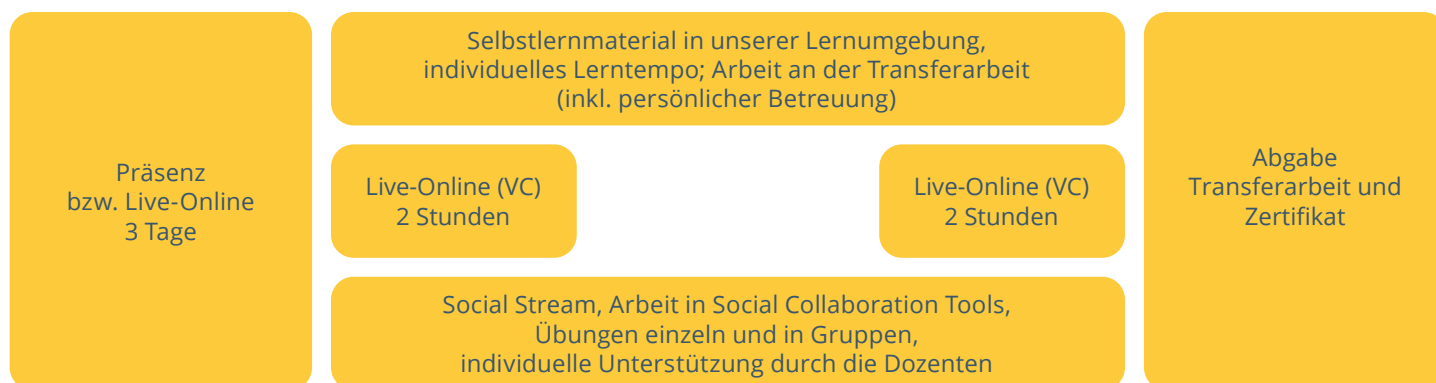 Präsenz
bzw. Live-Online
3 Tage
Selbstlernmaterial in unserer Lernumgebung,
individuelles Lerntempo; Arbeit an der Transferarbeit
(inkl. persönlicher Betreuung)
Live-Online (VC)
2 Stunden
Live-Online (VC)
2 Stunden
Social Stream, Arbeit in Social Collaboration Tools,
Übungen einzeln und in Gruppen,
individuelle Unterstützung durch die Dozenten
Abgabe
Transferarbeit und
Zertifikat